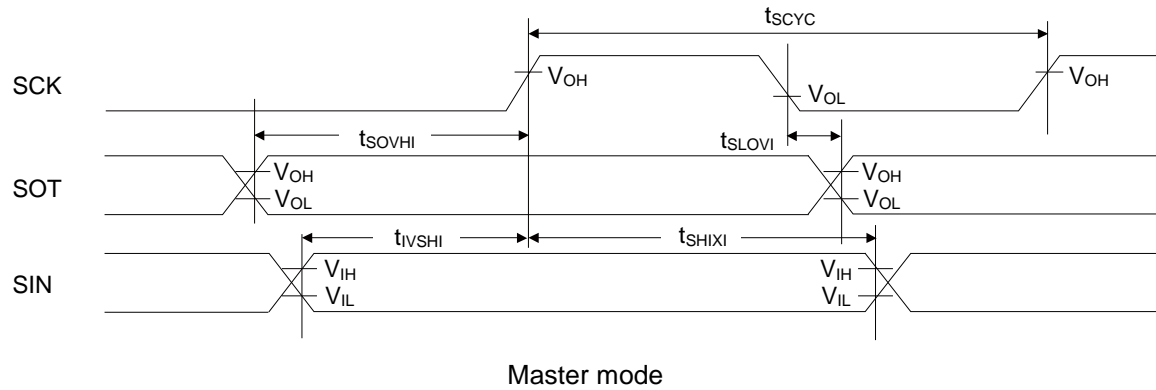 tSCYC
SCK
VOH
VOL
VOH
tSOVHI
tSLOVI
SOT
VOH
VOL
VOH
VOL
tIVSHI
tSHIXI
SIN
VIH
VIL
VIH
VIL
Master mode